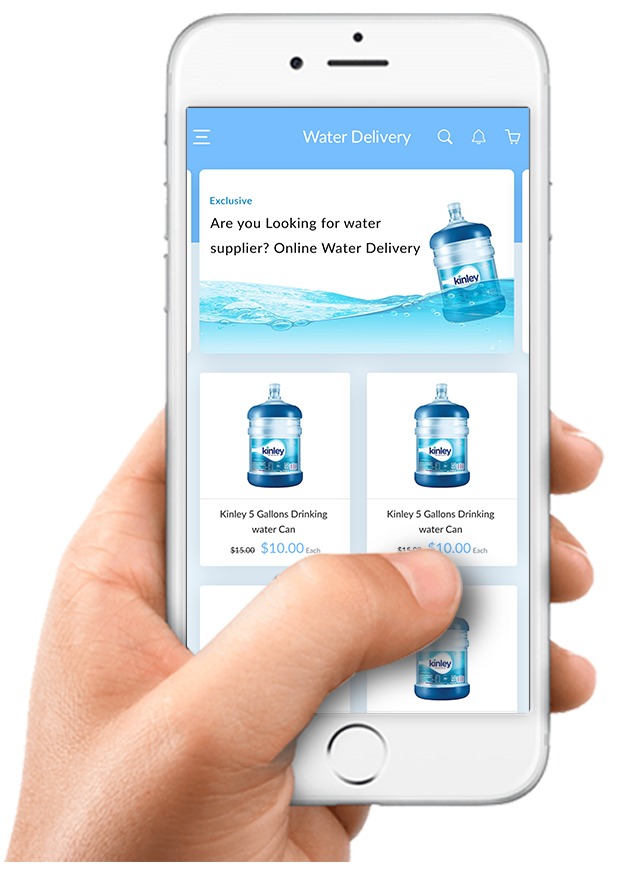 Water Delivery
Exclusive
Are you Looking for water
supplier? Online Water Delivery
kinley
kinley
kinley
Kinley 5 Gallons Drinking
water Can
$15.00 $10.00 Each
Kinley 5 Gallons Drinking
water Can
$15.00 $10.00 Each
kinley